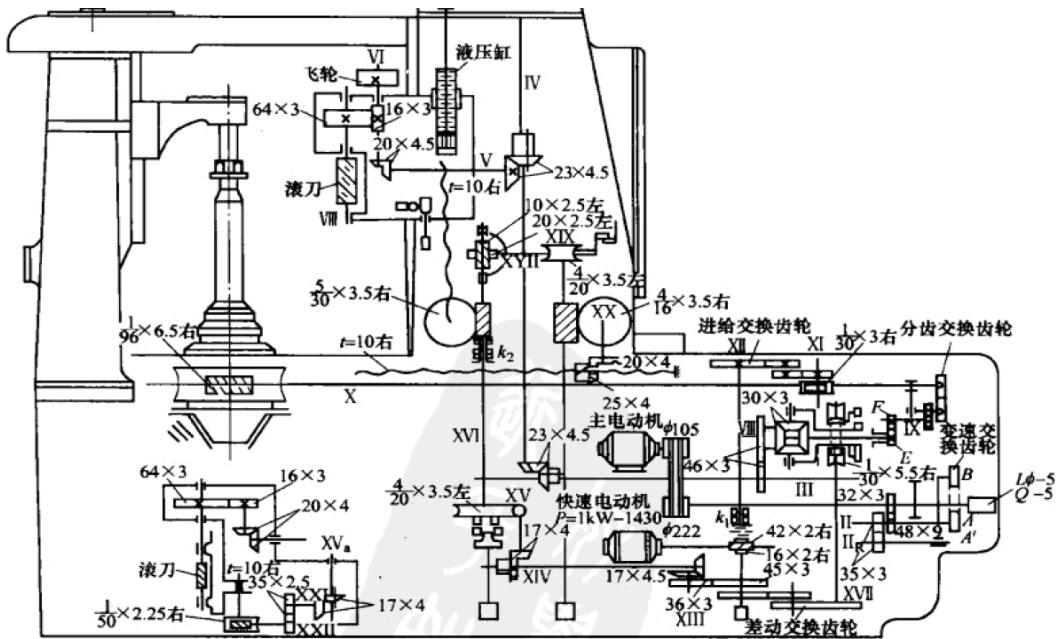 VI
液压缸
飞轮
IV
64×3
16×3
20×4.5
V
23×4.5
t=10右
滚刀
VIII
10×2.5左
20×2.5左
XIX
XYII
4/20×3.5左
5/30×3.5右
XX
4/16×3.5右
进给交换齿轮
1/30×3右
分齿交换齿轮
1/96×6.5右
t=10右
k₂
XII
XI
20×4
X
25×4
30×3
F
IX
变速交
换齿轮
主电动机
ϕ105
VIII
E
XVI
23×4.5
46×3
III
1/30×5.5右
B
64×3
16×3
4/20×3.5左
XV
快速电动机
32×3
Lϕ-5
Q-5
20×4
P=1kW-1430
ϕ222
k₁
42×2右
II
48×2
A
A'
17×4
16×2右
II
R
XVa
滚刀
t=10右
XIV
17×4.5
45×3
35×3
35×2.5
XXI
17×4
36×3
XVII
1/50×2.25右
XXII
XIII
差动交换齿轮